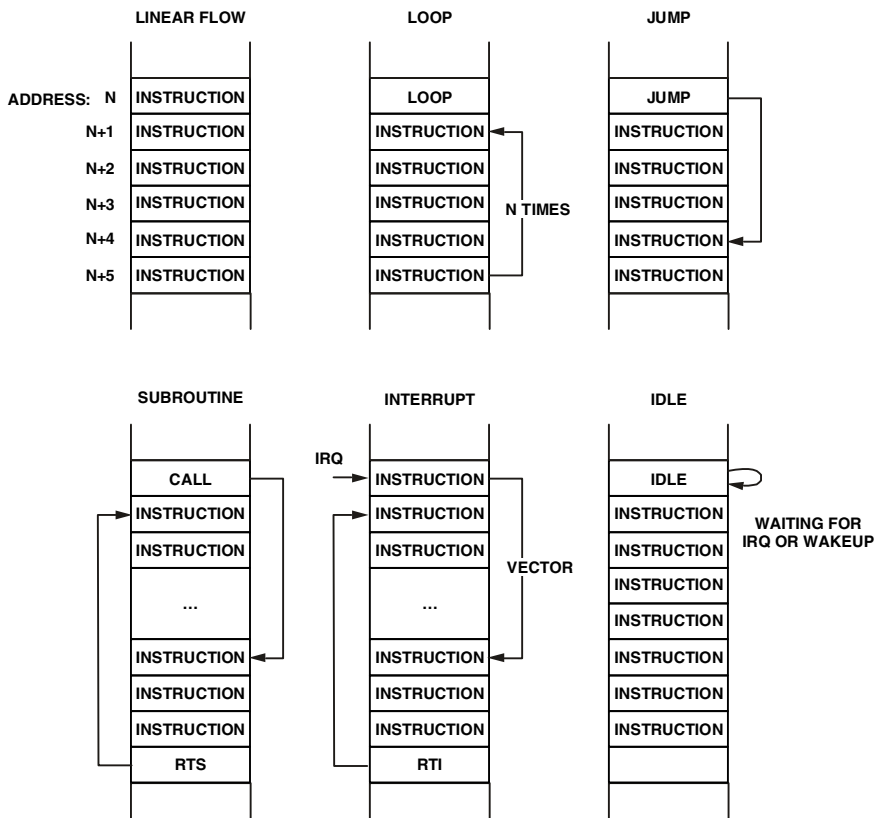 LINEAR FLOW
LOOP
JUMP
ADDRESS: N
INSTRUCTION
LOOP
JUMP
N+1
INSTRUCTION
INSTRUCTION
INSTRUCTION
N+2
INSTRUCTION
INSTRUCTION
INSTRUCTION
N+3
INSTRUCTION
INSTRUCTION
N TIMES
INSTRUCTION
N+4
INSTRUCTION
INSTRUCTION
INSTRUCTION
N+5
INSTRUCTION
INSTRUCTION
INSTRUCTION
SUBROUTINE
INTERRUPT
IDLE
CALL
IRQ
INSTRUCTION
IDLE
INSTRUCTION
INSTRUCTION
INSTRUCTION
WAITING FOR
IRQ OR WAKEUP
INSTRUCTION
INSTRUCTION
INSTRUCTION
VECTOR
INSTRUCTION
...
...
INSTRUCTION
INSTRUCTION
INSTRUCTION
INSTRUCTION
INSTRUCTION
INSTRUCTION
INSTRUCTION
INSTRUCTION
INSTRUCTION
INSTRUCTION
RTS
RTI